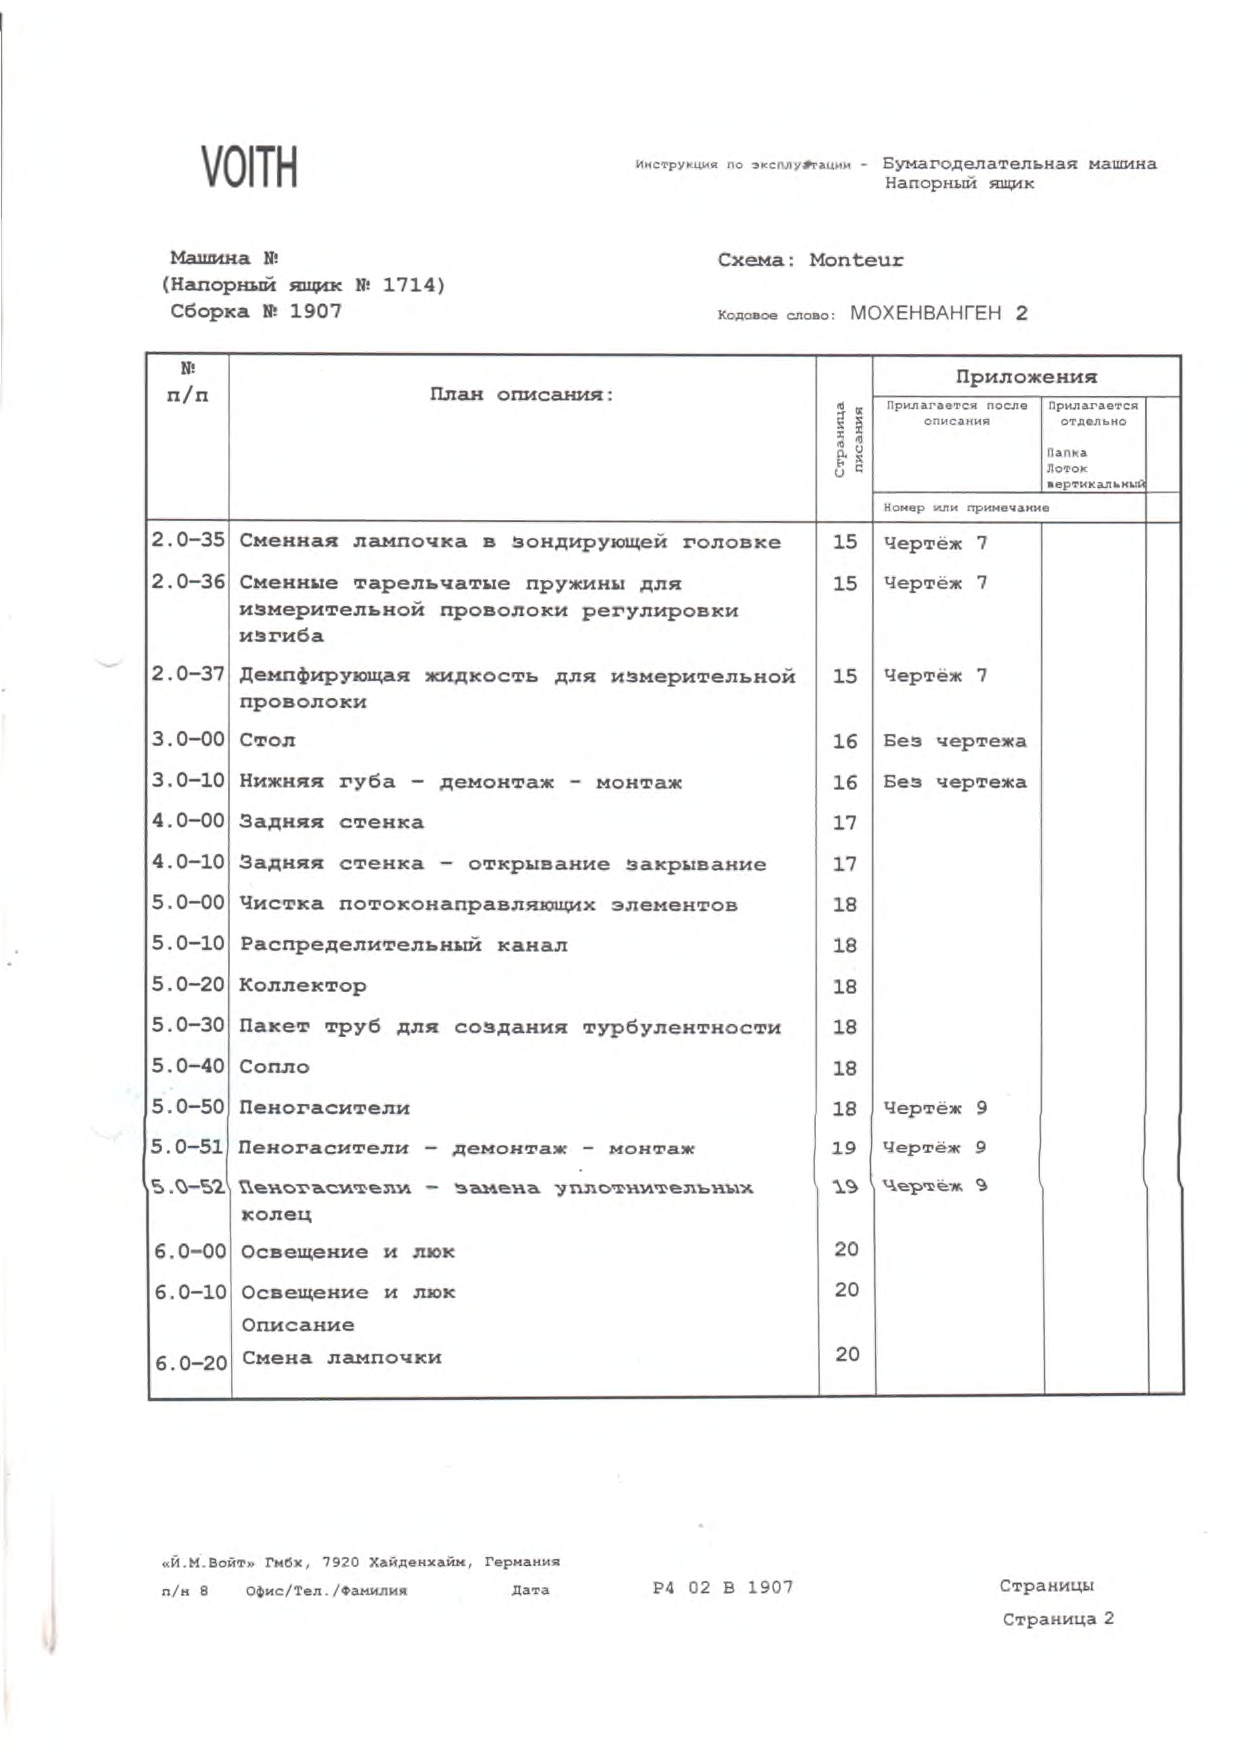 VOITH
Инструкция по эксплуатации - Бумагоделательная машина
Напорный ящик
Машина №
(Напорный ящик № 1714)
Сборка № 1907
Схема: Monteur
Кодовое слово: МОХЕНВАНГЕН 2
№
п/п
План описания:
Страница
писания
Приложения
Прилагается после
описания
Прилагается
отдельно
Папка
Лоток
вертикальный
Номер или примечание
2.0-35 Сменная лампочка в зондирующей головке 15 Чертёж 7
2.0-36 Сменные тарельчатые пружины для 15 Чертёж 7
измерительной проволоки регулировки
изгиба
2.0-37 Демпфирующая жидкость для измерительной 15 Чертёж 7
проволоки
3.0-00 Стол 16 Без чертежа
3.0-10 Нижняя губа - демонтаж - монтаж 16 Без чертежа
4.0-00 Задняя стенка 17
4.0-10 Задняя стенка - открывание закрывание 17
5.0-00 Чистка потоконаправляющих элементов 18
5.0-10 Распределительный канал 18
5.0-20 Коллектор 18
5.0-30 Пакет труб для создания турбулентности 18
5.0-40 Сопло 18
5.0-50 Пеногасители 18 Чертёж 9
5.0-51 Пеногасители - демонтаж - монтаж 19 Чертёж 9
5.0-52 Пеногасители - замена уплотнительных 19 Чертёж 9
колец
6.0-00 Освещение и люк 20
6.0-10 Освещение и люк 20
Описание
6.0-20 Смена лампочки 20
«Й.М.Войт» Гмбх, 7920 Хайденхайм, Германия
п/н 8 Офис/Тел./Фамилия Дата P4 02 B 1907 Страницы
Страница 2